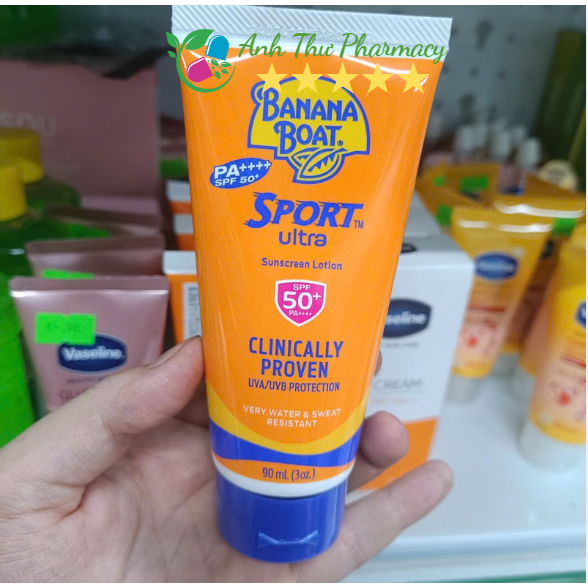 Anh Thư Pharmacy
BANANA
BOAT®
PA++++
SPF 50+
SPORT™
ultra
Sunscreen Lotion
SPF
50+
PA++++
CLINICALLY
PROVEN
UVA/UVB PROTECTION
VERY WATER & SWEAT
RESISTANT
90 mL (3oz.)
Vaseline
Vaseline
CREAM